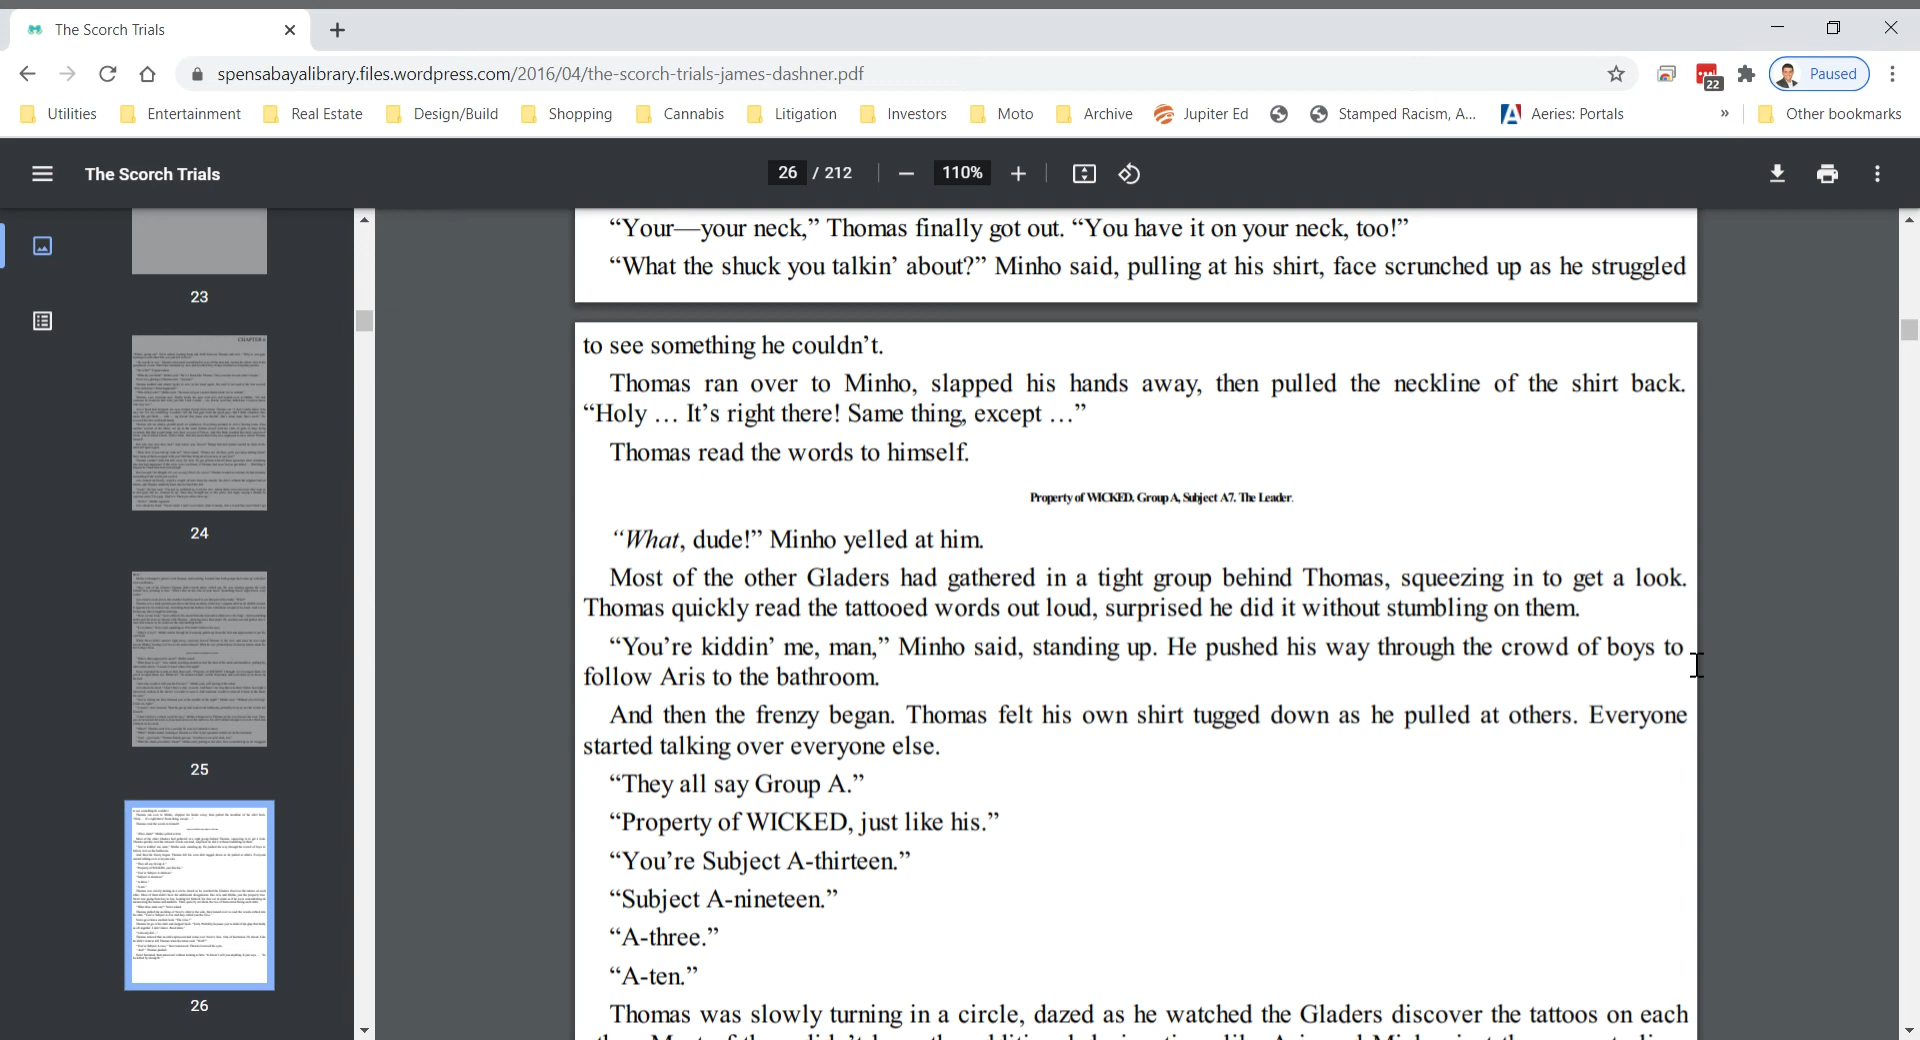 The Scorch Trials
spensabayalibrary.files.wordpress.com/2016/04/the-scorch-trials-james-dashner.pdf
22
Paused
Utilities
Entertainment
Real Estate
Design/Build
Shopping
Cannabis
Litigation
Investors
Moto
Archive
Jupiter Ed
Stamped Racism, A...
Aeries: Portals
»
Other bookmarks
The Scorch Trials
26 / 212
110%
23
24
25
26
“Your—your neck,” Thomas finally got out. “You have it on your neck, too!”
“What the shuck you talkin’ about?” Minho said, pulling at his shirt, face scrunched up as he struggled
to see something he couldn’t.
Thomas ran over to Minho, slapped his hands away, then pulled the neckline of the shirt back.
“Holy … It’s right there! Same thing, except …”
Thomas read the words to himself.
Property of WICKED. Group A, Subject A7. The Leader.
“What, dude!” Minho yelled at him.
Most of the other Gladers had gathered in a tight group behind Thomas, squeezing in to get a look.
Thomas quickly read the tattooed words out loud, surprised he did it without stumbling on them.
“You’re kiddin’ me, man,” Minho said, standing up. He pushed his way through the crowd of boys to
follow Aris to the bathroom.
And then the frenzy began. Thomas felt his own shirt tugged down as he pulled at others. Everyone
started talking over everyone else.
“They all say Group A.”
“Property of WICKED, just like his.”
“You’re Subject A-thirteen.”
“Subject A-nineteen.”
“A-three.”
“A-ten.”
Thomas was slowly turning in a circle, dazed as he watched the Gladers discover the tattoos on each